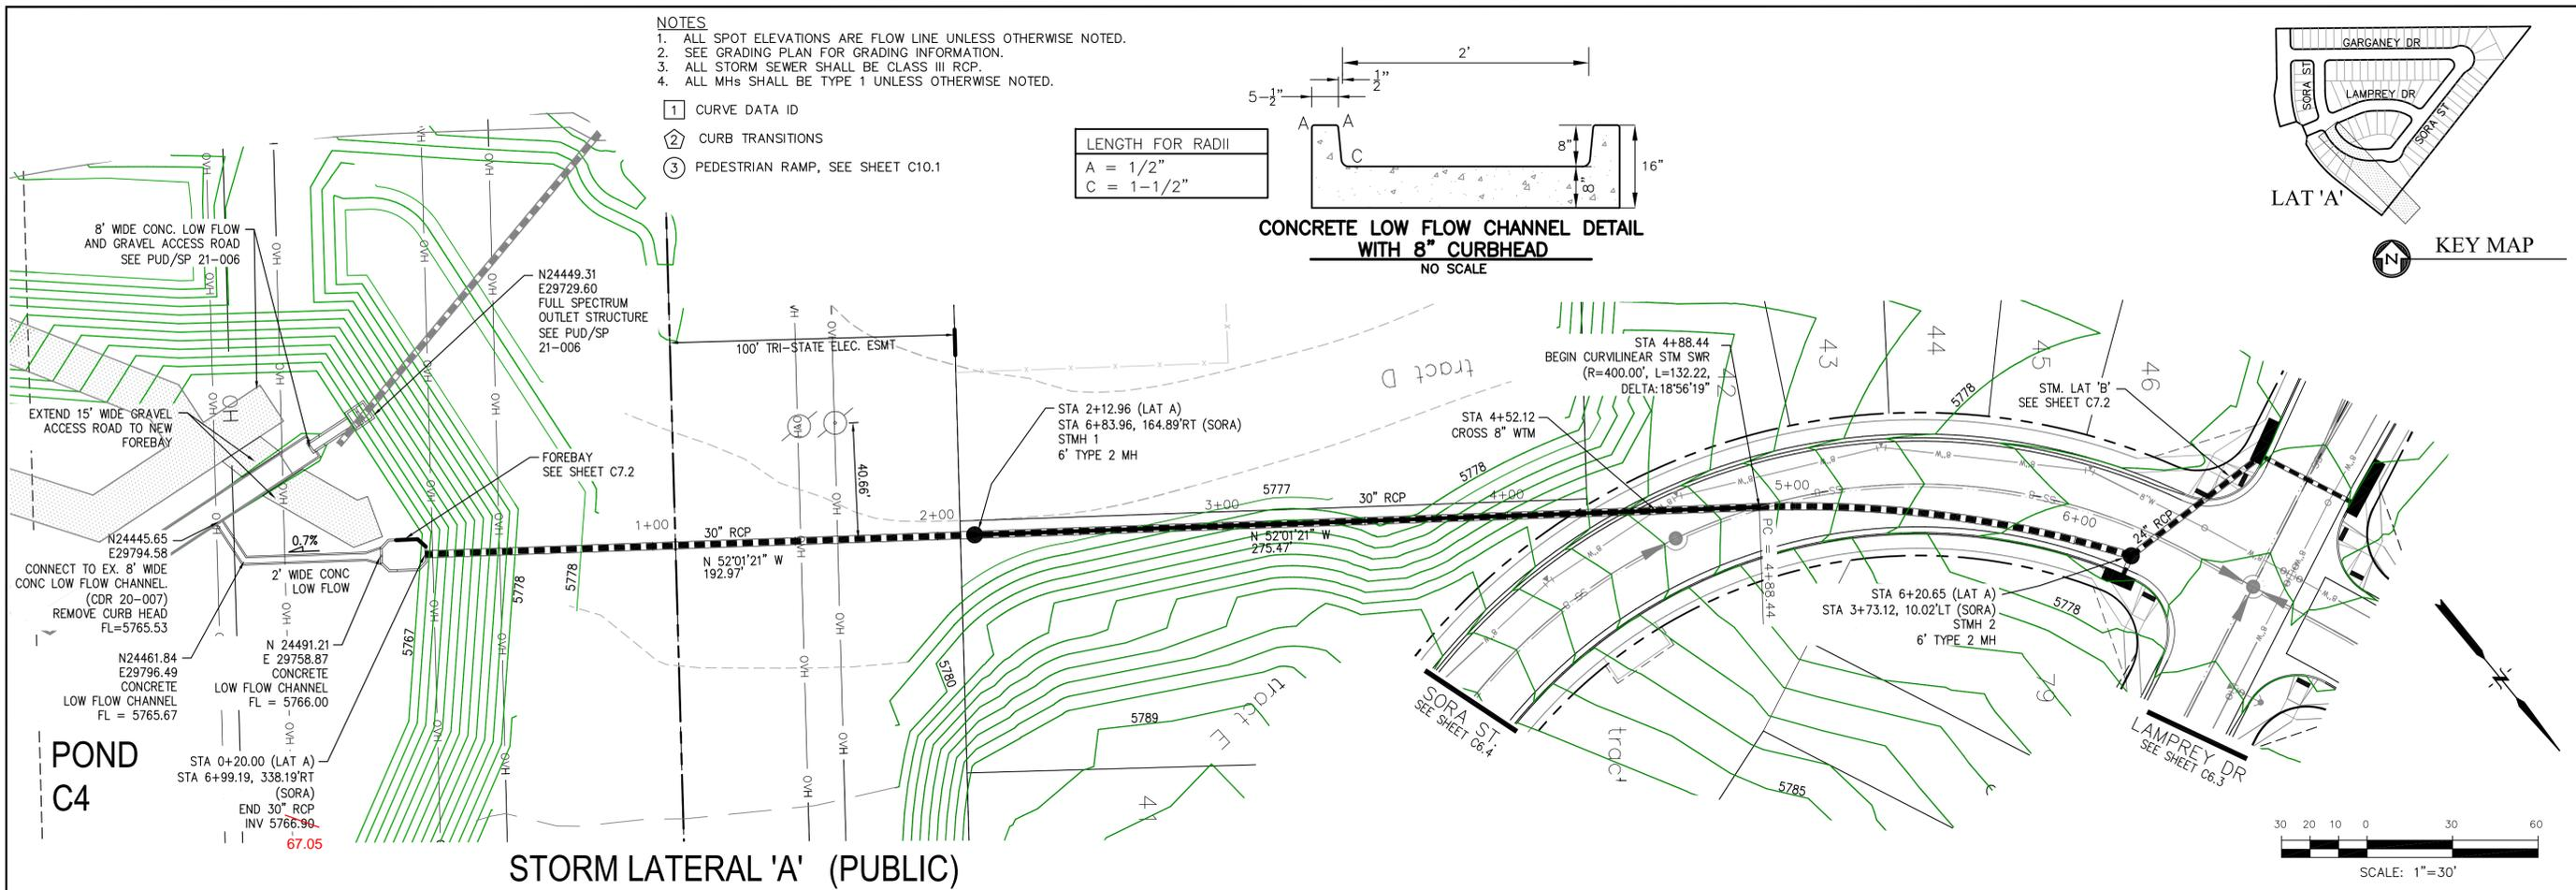 NOTES
1. ALL SPOT ELEVATIONS ARE FLOW LINE UNLESS OTHERWISE NOTED.
2. SEE GRADING PLAN FOR GRADING INFORMATION.
3. ALL STORM SEWER SHALL BE CLASS III RCP.
4. ALL MHs SHALL BE TYPE 1 UNLESS OTHERWISE NOTED.
1 CURVE DATA ID
2 CURB TRANSITIONS
3 PEDESTRIAN RAMP, SEE SHEET C10.1
LENGTH FOR RADII
A = 1/2"
C = 1-1/2"
2'
1/2"
5-1/2"
A A
C
8"
8"
16"
CONCRETE LOW FLOW CHANNEL DETAIL
WITH 8" CURBHEAD
NO SCALE
GARGANEY DR
SORA ST
LAMPREY DR
SORA ST
LAT 'A'
N
KEY MAP
8' WIDE CONC. LOW FLOW
AND GRAVEL ACCESS ROAD
SEE PUD/SP 21-006
N24449.31
E29729.60
FULL SPECTRUM
OUTLET STRUCTURE
SEE PUD/SP
21-006
EXTEND 15' WIDE GRAVEL
ACCESS ROAD TO NEW
FOREBAY
FOREBAY
SEE SHEET C7.2
N24445.65
E29794.58
CONNECT TO EX. 8' WIDE
CONC LOW FLOW CHANNEL.
(CDR 20-007)
REMOVE CURB HEAD
FL=5765.53
0.7%
2' WIDE CONC
LOW FLOW
N24461.84
E29796.49
CONCRETE
LOW FLOW CHANNEL
FL = 5765.67
N 24491.21
E 29758.87
CONCRETE
LOW FLOW CHANNEL
FL = 5766.00
POND
C4
STA 0+20.00 (LAT A)
STA 6+99.19, 338.19'RT
(SORA)
END 30" RCP
INV 5766.90
67.05
5767
5778
5778
OVH
OVH
OVH
OVH
100' TRI-STATE ELEC. ESMT
40.66'
1+00
30" RCP
N 52°01'21" W
192.97'
2+00
STA 2+12.96 (LAT A)
STA 6+83.96, 164.89'RT (SORA)
STMH 1
6' TYPE 2 MH
tract D
5777
3+00
30" RCP
4+00
N 52°01'21" W
275.47'
5778
5780
5789
tract E
41
STA 4+52.12
CROSS 8" WTM
STA 4+88.44
BEGIN CURVILINEAR STM SWR
(R=400.00', L=132.22,
DELTA:18°56'19"
42
43
44
45
46
5778
STM. LAT 'B'
SEE SHEET C7.2
5+00
6+00
PC = 4+88.44
8"W
SS-8
24" RCP
STA 6+20.65 (LAT A)
STA 3+73.12, 10.02'LT (SORA)
STMH 2
6' TYPE 2 MH
5778
79
5785
tract
SORA ST.
SEE SHEET C6.4
LAMPREY DR
SEE SHEET C6.3
N
30 20 10 0 30 60
SCALE: 1"=30'
STORM LATERAL 'A' (PUBLIC)